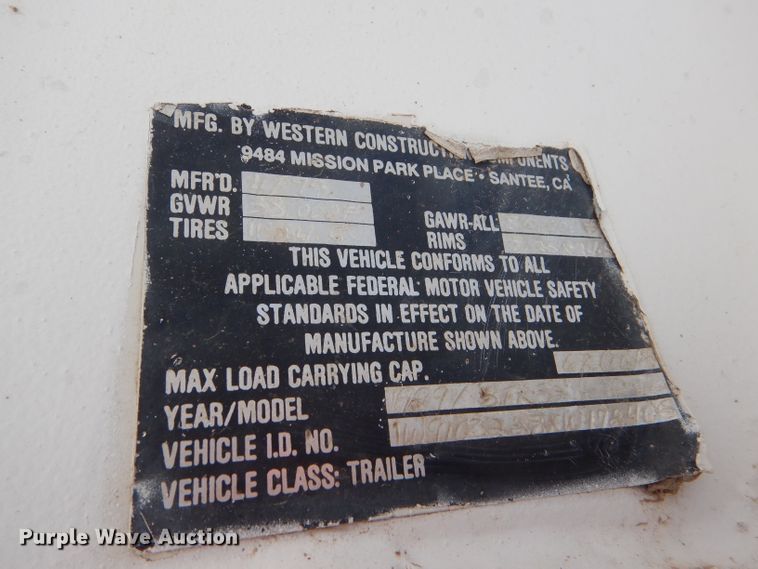 MFG. BY WESTERN CONSTRUCTION COMPONENTS
9484 MISSION PARK PLACE • SANTEE, CA
MFR'D.
GVWR
GAWR-ALL
TIRES
RIMS
THIS VEHICLE CONFORMS TO ALL
APPLICABLE FEDERAL MOTOR VEHICLE SAFETY
STANDARDS IN EFFECT ON THE DATE OF
MANUFACTURE SHOWN ABOVE.
MAX LOAD CARRYING CAP.
YEAR/MODEL
VEHICLE I.D. NO.
VEHICLE CLASS: TRAILER
Purple Wave Auction